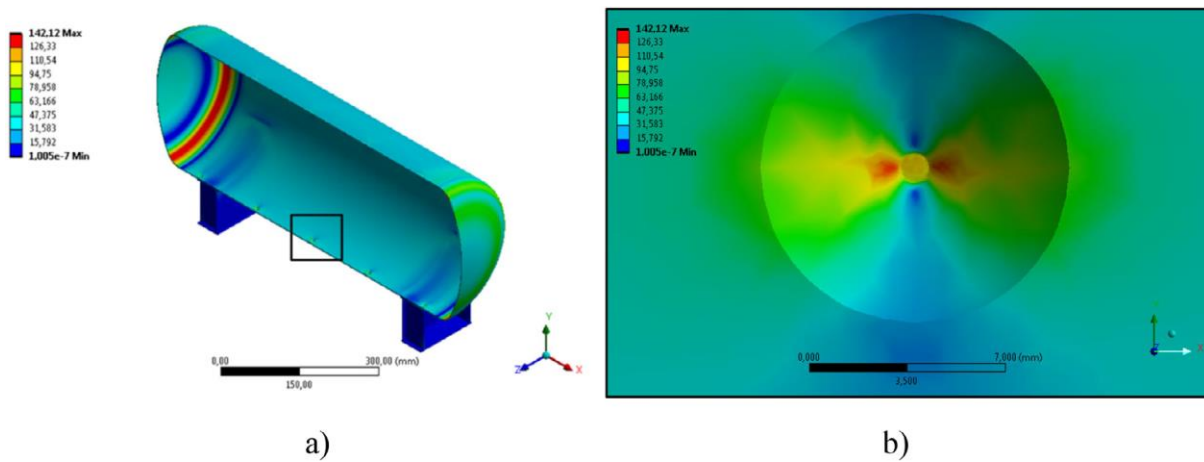 142,12 Max
126,33
110,54
94,75
78,958
63,166
47,375
31,583
15,792
1,005e-7 Min
0,00
300,00 (mm)
150,00
Y
Z
X
a)
142,12 Max
126,33
110,54
94,75
78,958
63,166
47,375
31,583
15,792
1,005e-7 Min
0,000
7,000 (mm)
3,500
Y
Z
X
b)